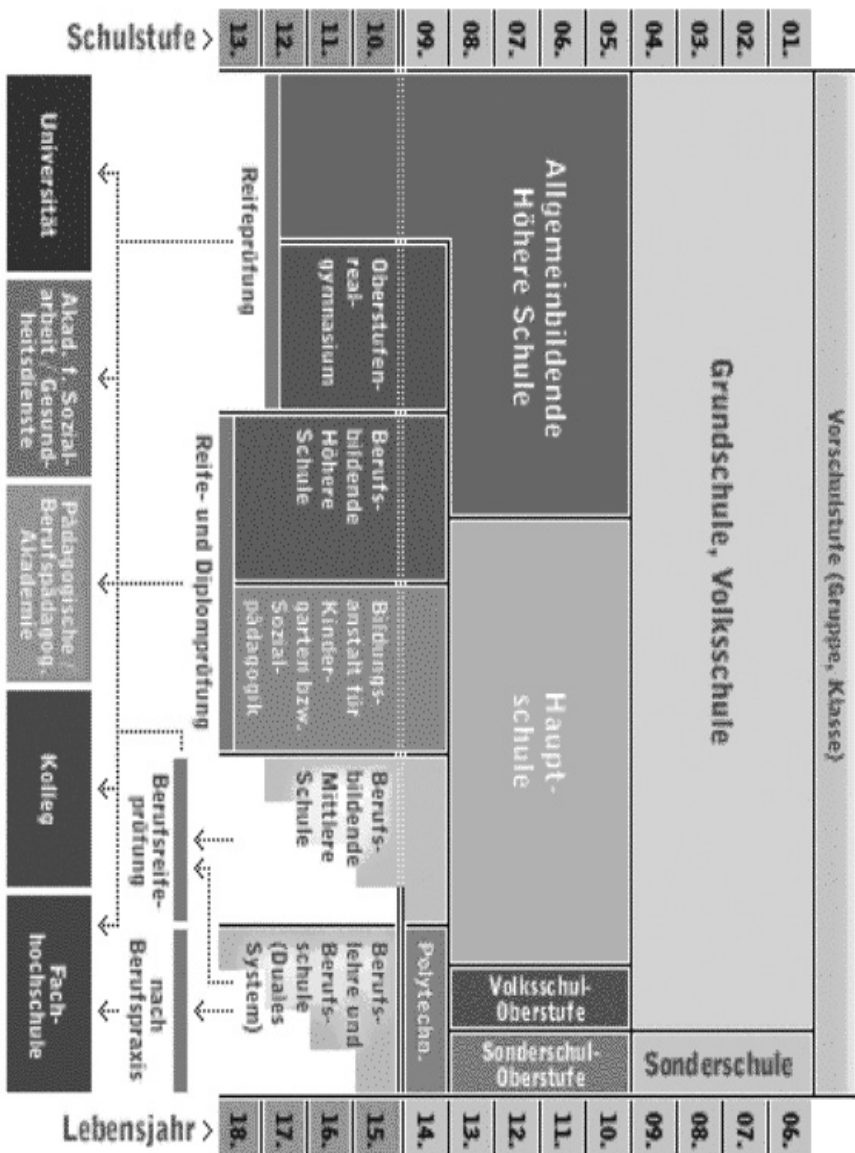 Vorschulstufe (Gruppe, Klasse)
Schulstufe >
01.
02.
03.
04.
05.
06.
07.
08.
09.
10.
11.
12.
13.
Grundschule, Volksschule
Sonderschule
Allgemeinbildende
Höhere Schule
Haupt-
schule
Volksschul-
Oberstufe
Sonderschul-
Oberstufe
Oberstufen-
real-
gymnasium
Berufs-
bildende
Höhere
Schule
Bildungs-
anstalt für
Kinder-
garten bzw.
Sozial-
pädagogik
Berufs-
bildende
Mittlere
Schule
Polytechn.
Berufs-
lehre und
Berufs-
schule
(Duales
System)
Reifeprüfung
Reife- und Diplomprüfung
Berufsreife-
prüfung
nach
Berufspraxis
Universität
Akad. f. Sozial-
arbeit / Gesund-
heitsdienste
Pädagogische /
Berufspädagog.
Akademie
Kolleg
Fach-
hochschule
Lebensjahr >
06.
07.
08.
09.
10.
11.
12.
13.
14.
15.
16.
17.
18.